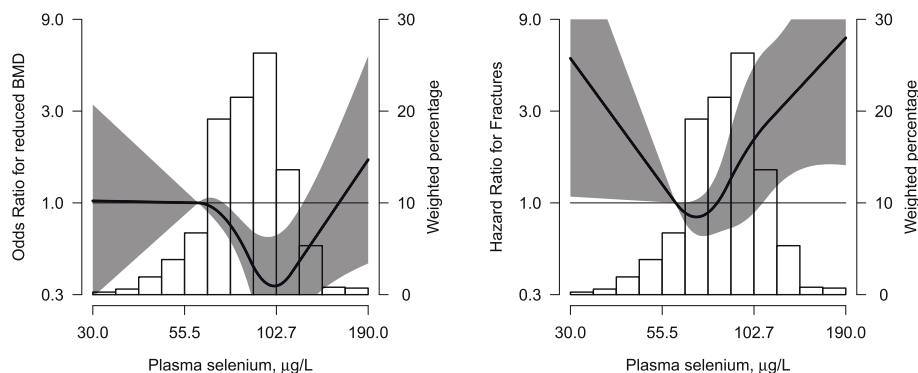 Odds Ratio for reduced BMD
9.0
3.0
1.0
0.3
30
20
10
0
Weighted percentage
30.0 55.5 102.7 190.0
Plasma selenium, μg/L
Hazard Ratio for Fractures
9.0
3.0
1.0
0.3
30
20
10
0
Weighted percentage
30.0 55.5 102.7 190.0
Plasma selenium, μg/L